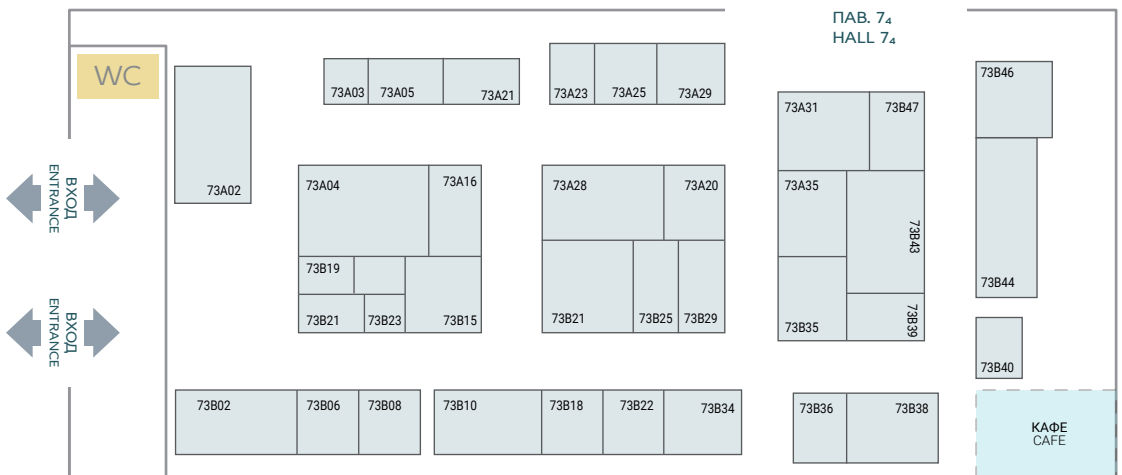 ПАВ. 7₄
HALL 7₄
WC
73A03
73A05
73A21
73A23
73A25
73A29
73A31
73B47
73B46
73A02
ВХОД
ENTRANCE
73A04
73A16
73A28
73A20
73A35
73B43
73B44
73B19
73B21
73B23
73B15
73B21
73B25
73B29
73B35
73B39
ВХОД
ENTRANCE
73B40
73B02
73B06
73B08
73B10
73B18
73B22
73B34
73B36
73B38
КАФЕ
CAFE